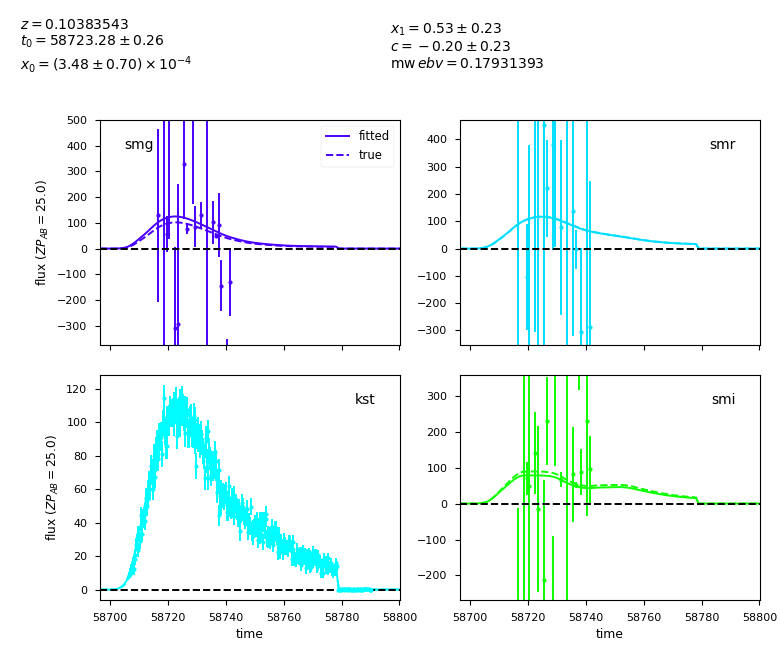 z = 0.10383543
t₀ = 58723.28 ± 0.26
x₀ = (3.48 ± 0.70) × 10⁻⁴
x₁ = 0.53 ± 0.23
c = −0.20 ± 0.23
mw ebv = 0.17931393
500
400
300
200
100
0
−100
−200
−300
flux (ZP_AB = 25.0)
smg
fitted
true
400
300
200
100
0
−100
−200
−300
smr
120
100
80
60
40
20
0
flux (ZP_AB = 25.0)
kst
58700
58720
58740
58760
58780
58800
time
300
200
100
0
−100
−200
smi
58700
58720
58740
58760
58780
58800
time